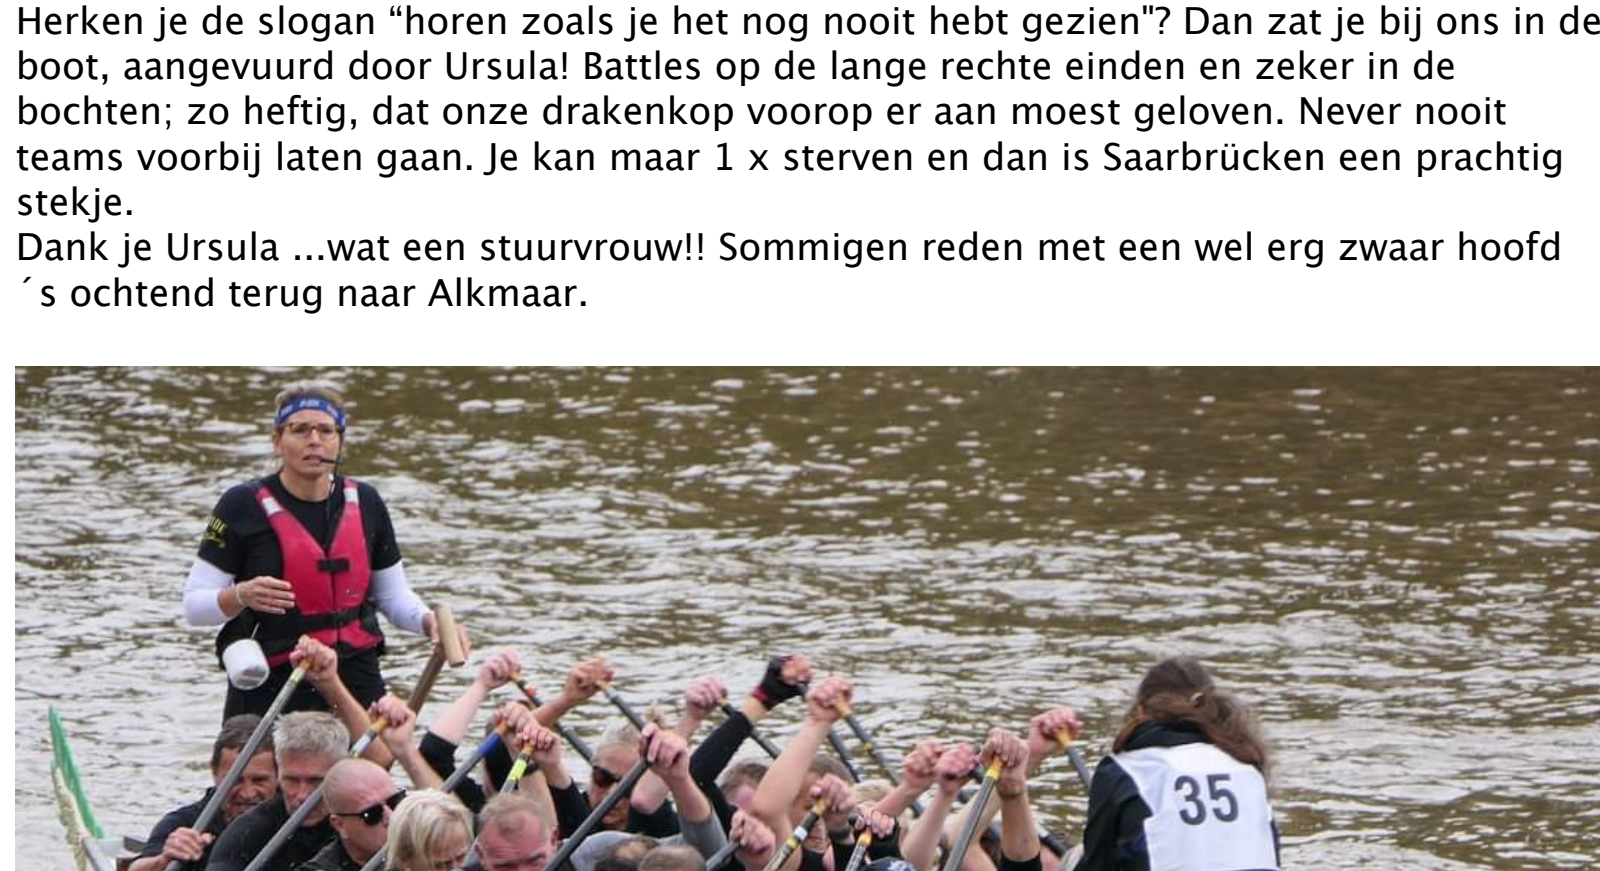 Herken je de slogan “horen zoals je het nog nooit hebt gezien"? Dan zat je bij ons in de
boot, aangevuurd door Ursula! Battles op de lange rechte einden en zeker in de
bochten; zo heftig, dat onze drakenkop voorop er aan moest geloven. Never nooit
teams voorbij laten gaan. Je kan maar 1 x sterven en dan is Saarbrücken een prachtig
stekje.
Dank je Ursula ...wat een stuurvrouw!! Sommigen reden met een wel erg zwaar hoofd
´s ochtend terug naar Alkmaar.
35